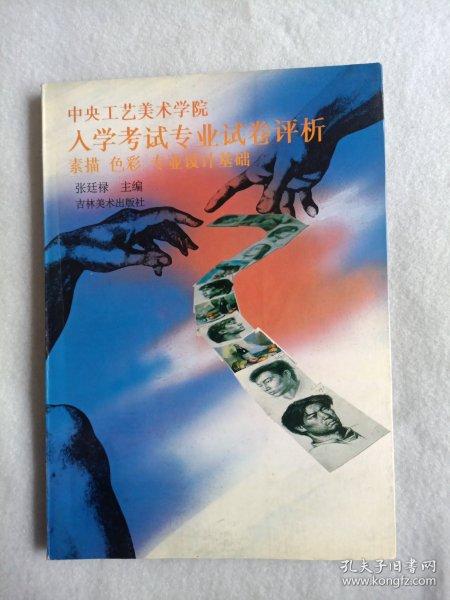 中央工艺美术学院
入学考试专业试卷评析
素描 色彩 专业设计基础
张廷禄 主编
吉林美术出版社
孔夫子旧书网
www.kongfz.com